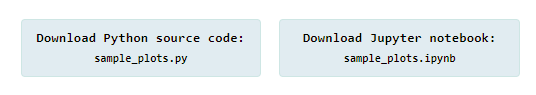 Download Python source code:
sample_plots.py
Download Jupyter notebook:
sample_plots.ipynb